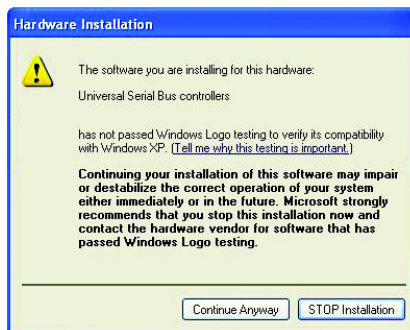 Hardware Installation
The software you are installing for this hardware:
Universal Serial Bus controllers
has not passed Windows Logo testing to verify its compatibility
with Windows XP. (Tell me why this testing is important.)
Continuing your installation of this software may impair
or destabilize the correct operation of your system
either immediately or in the future. Microsoft strongly
recommends that you stop this installation now and
contact the hardware vendor for software that has
passed Windows Logo testing.
Continue Anyway
STOP Installation